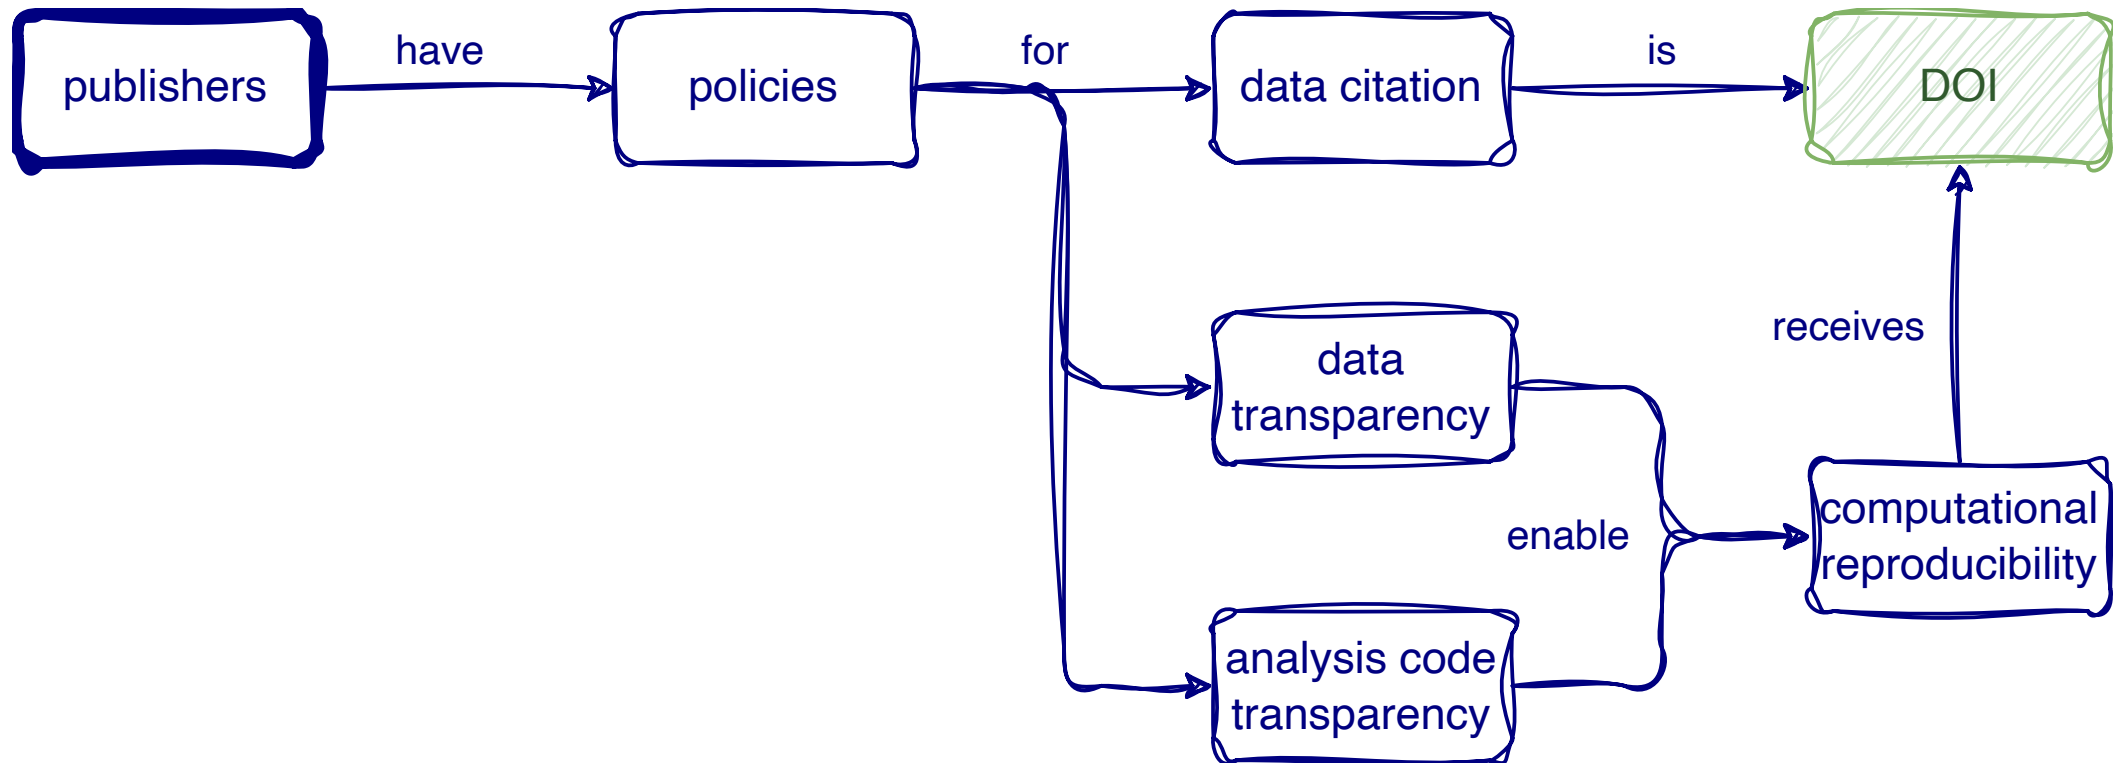 have
for
is
publishers
policies
data citation
DOI
receives
data
transparency
computational
reproducibility
enable
analysis code
transparency